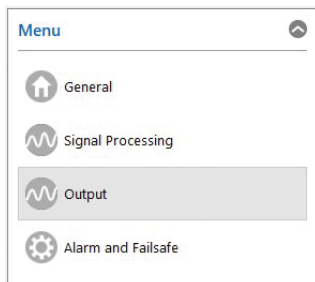 Menu
General
Signal Processing
Output
Alarm and Failsafe